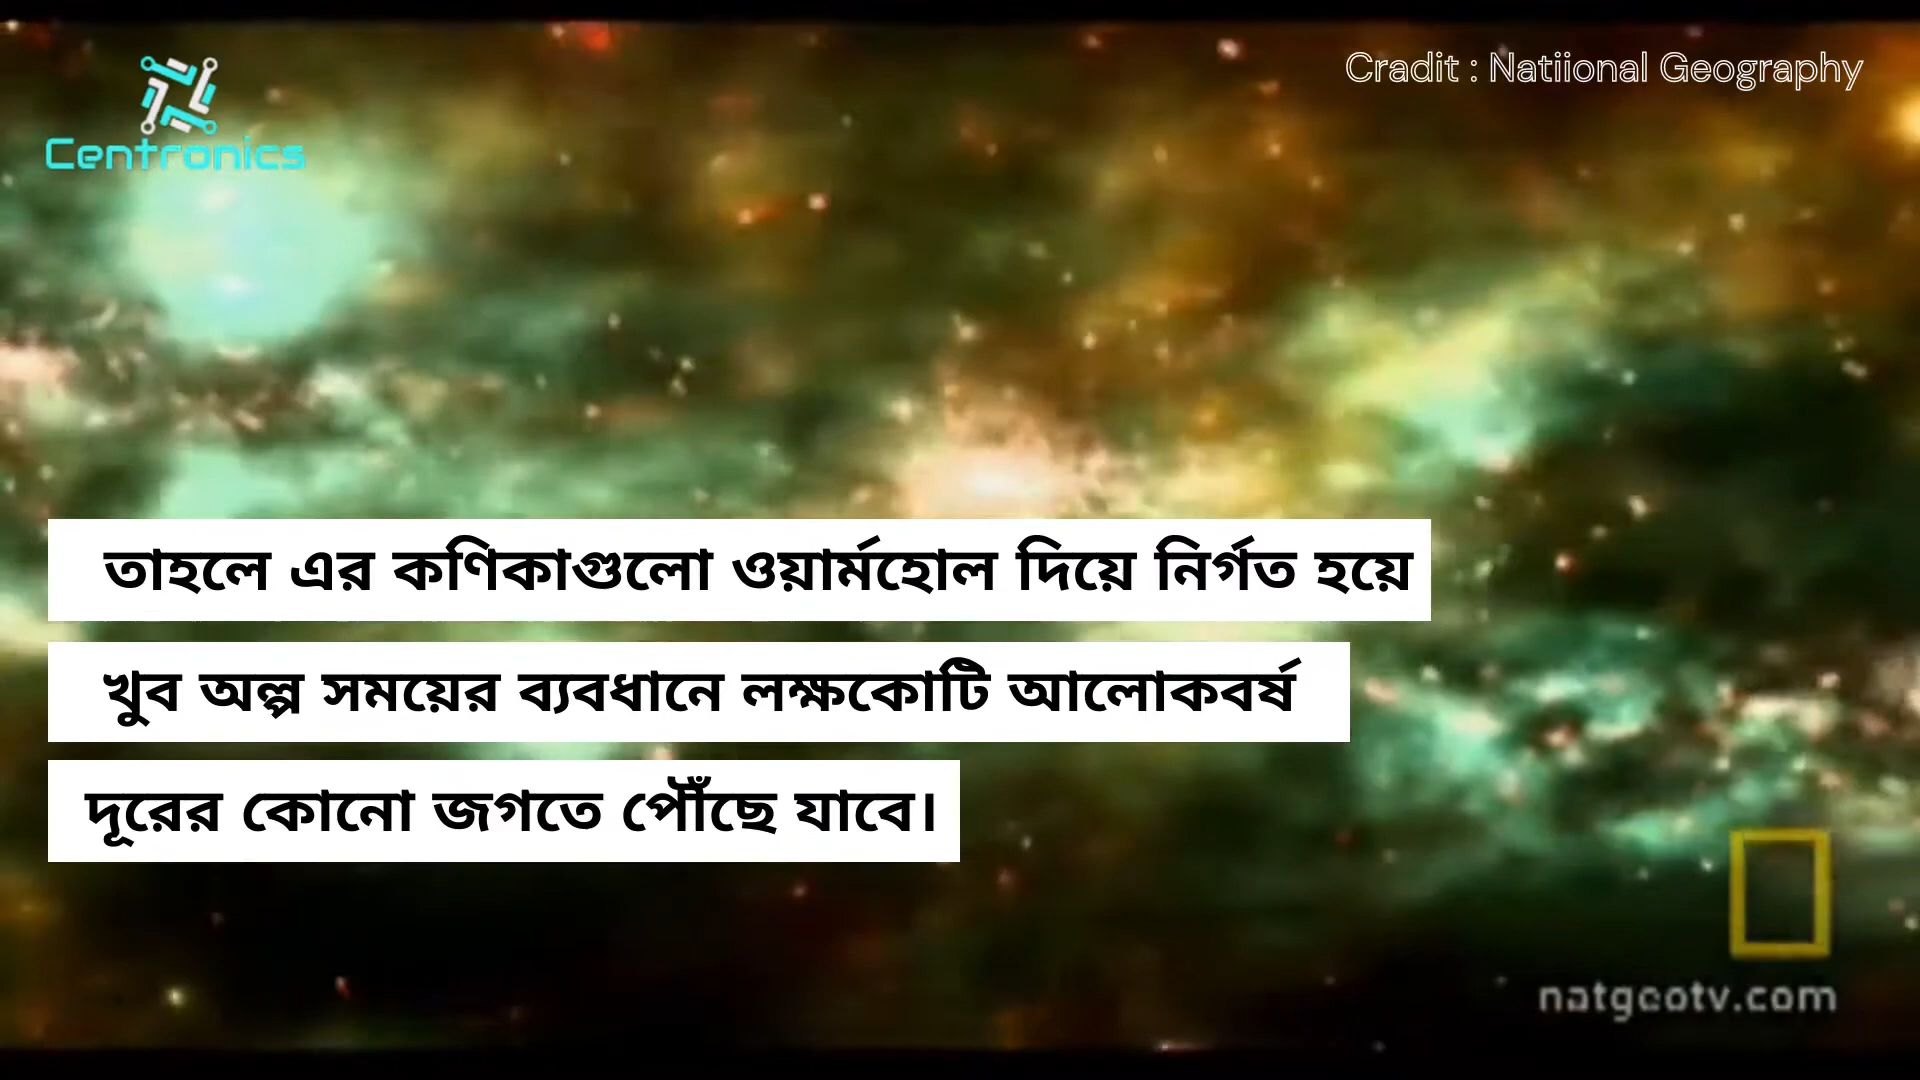 Centronics
Cradit : Natiional Geography
তাহলে এর কণিকাগুলো ওয়ার্মহোল দিয়ে নির্গত হয়ে
খুব অল্প সময়ের ব্যবধানে লক্ষকোটি আলোকবর্ষ
দূরের কোনো জগতে পৌঁছে যাবে।
natgeotv.com